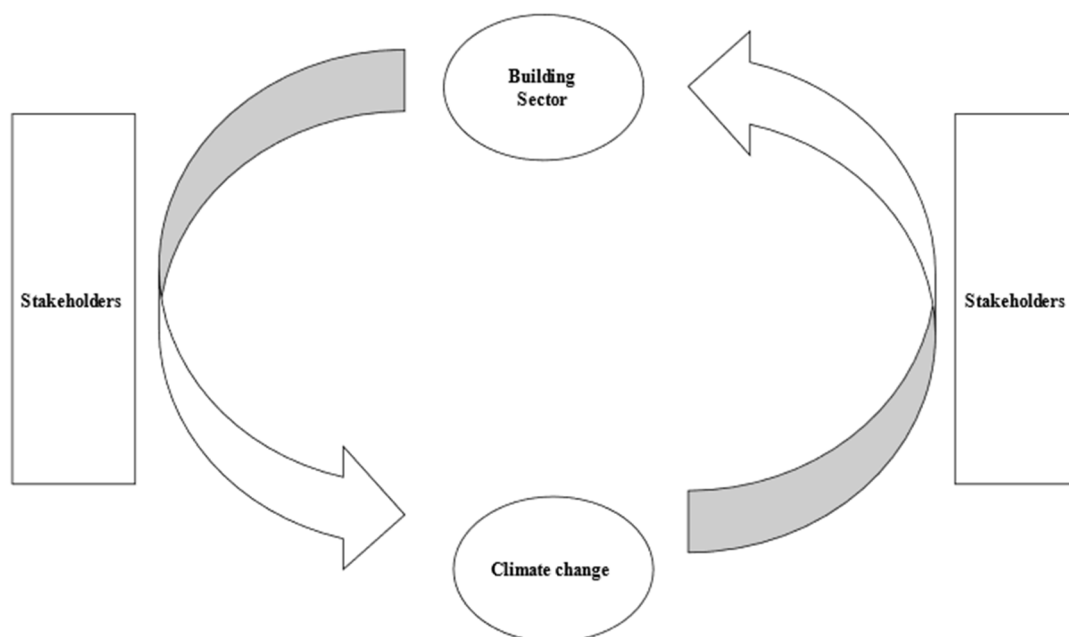 Building
Sector
Stakeholders
Stakeholders
Climate change